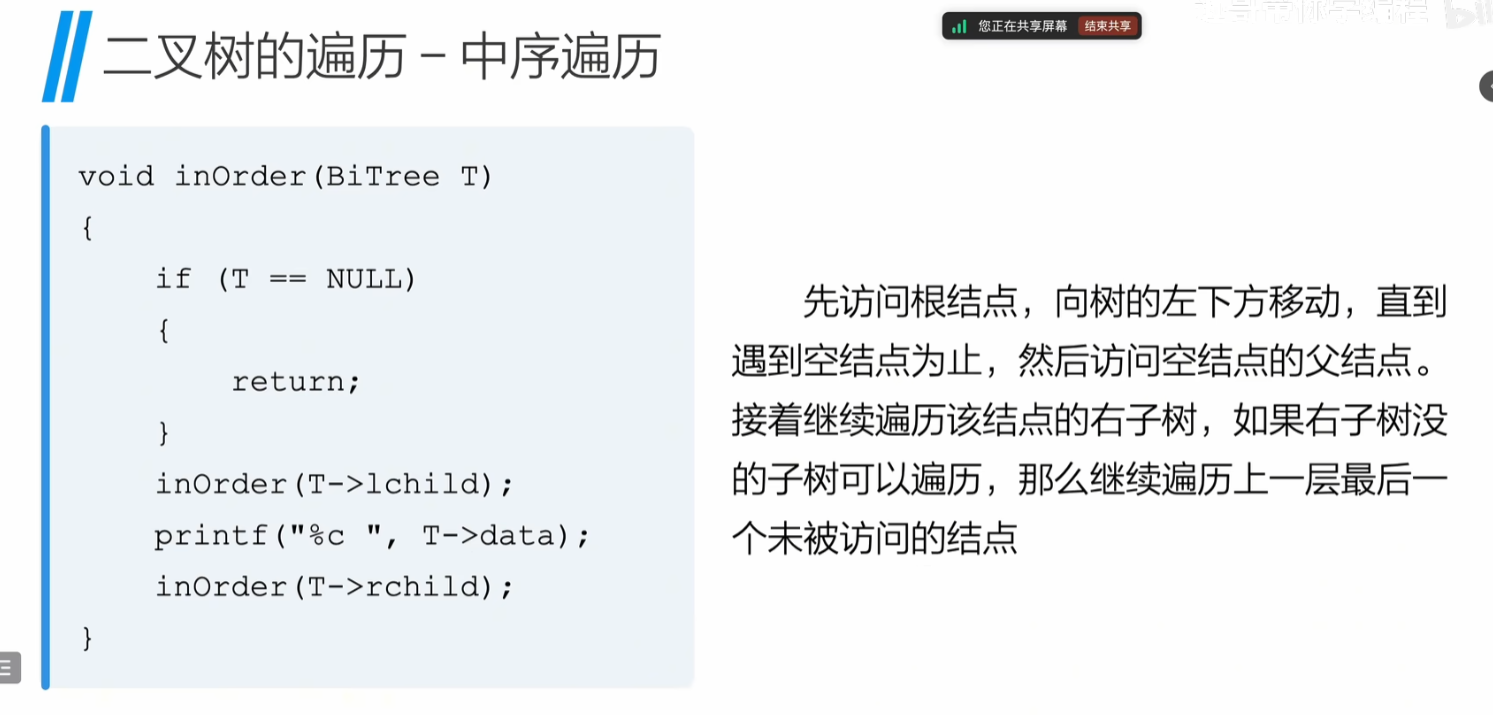 您正在共享屏幕 结束共享
二叉树的遍历 – 中序遍历
void inOrder(BiTree T)
{
    if (T == NULL)
    {
        return;
    }
    inOrder(T->lchild);
    printf("%c ", T->data);
    inOrder(T->rchild);
}
先访问根结点，向树的左下方移动，直到
遇到空结点为止，然后访问空结点的父结点。
接着继续遍历该结点的右子树，如果右子树没
的子树可以遍历，那么继续遍历上一层最后一
个未被访问的结点